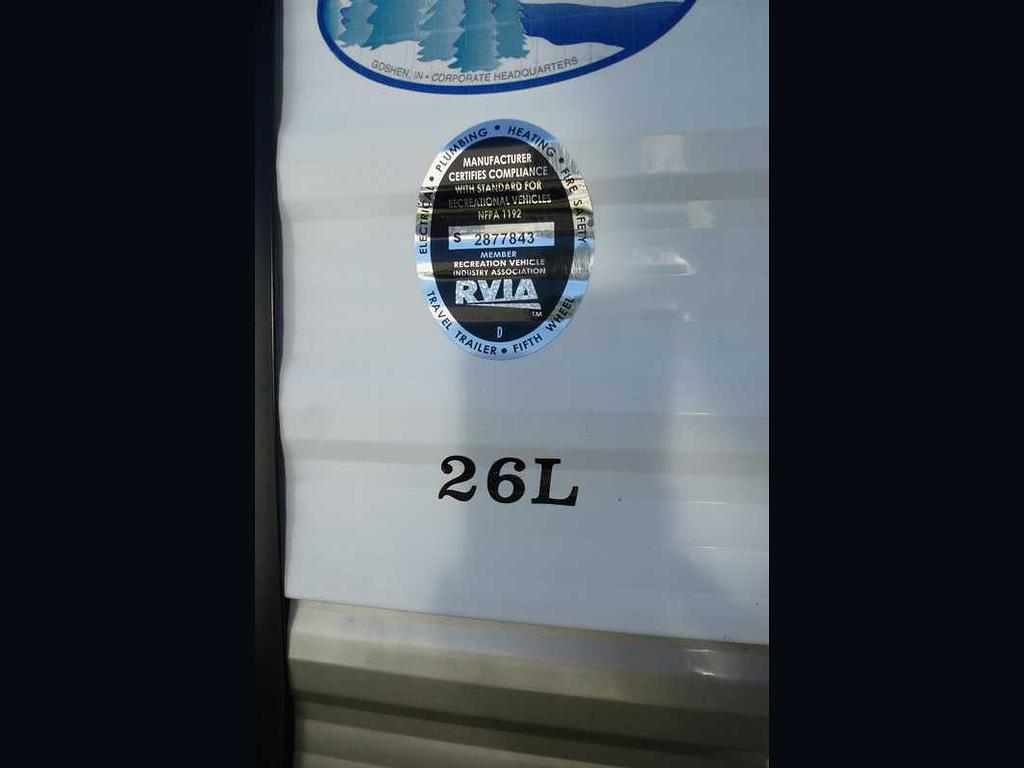 GOSHEN, IN • CORPORATE HEADQUARTERS
ELECTRICAL • PLUMBING • HEATING • FIRE SAFETY
MANUFACTURER
CERTIFIES COMPLIANCE
WITH STANDARD FOR
RECREATIONAL VEHICLES
NFPA 1192
S 2877843
MEMBER
RECREATION VEHICLE
INDUSTRY ASSOCIATION
RVIA
TM
D
TRAVEL TRAILER • FIFTH WHEEL
26L